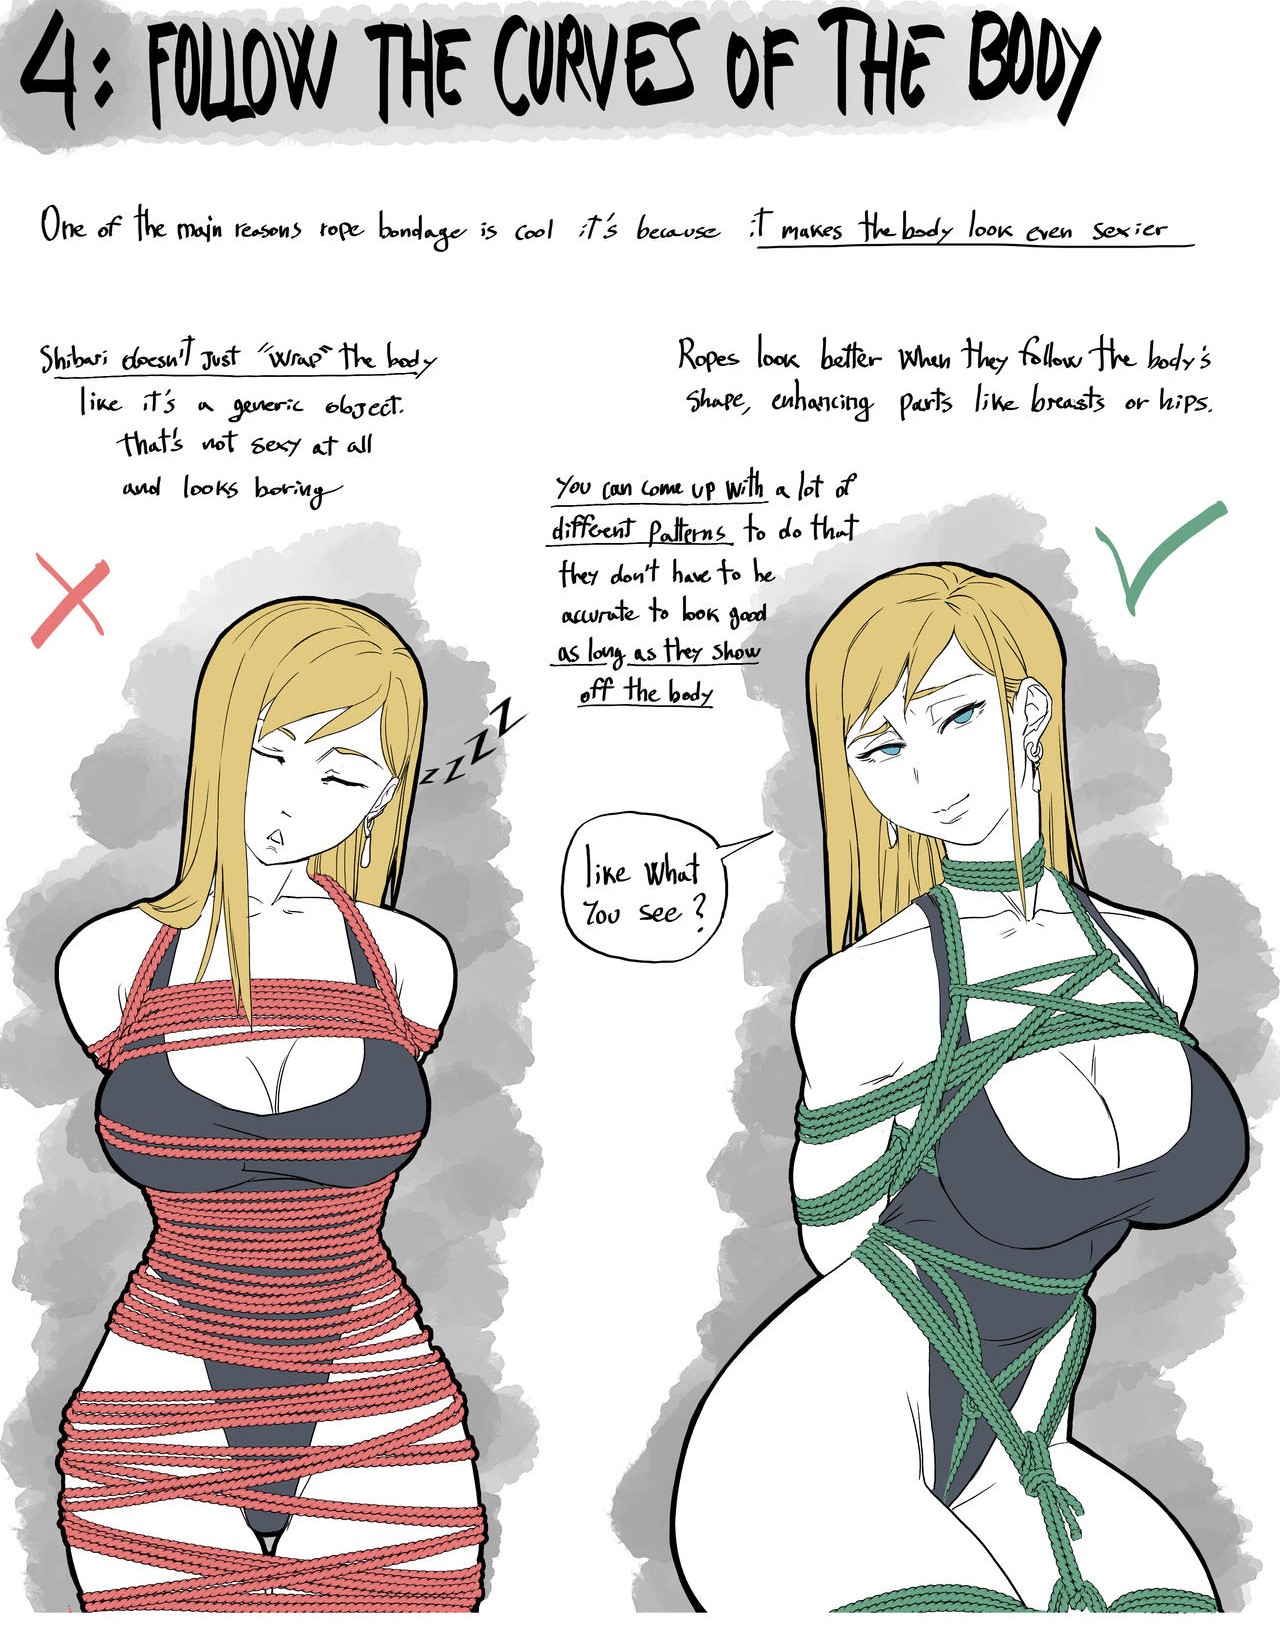 4: FOLLOW THE CURVES OF THE BODY
One of the main reasons rope bondage is cool it's because it makes the body look even sexier
Shibari doesn't just "wrap" the body
like it's a generic object.
that's not sexy at all
and looks boring
Ropes look better when they follow the body's
shape, enhancing parts like breasts or hips.
You can come up with a lot of
different patterns to do that
they don't have to be
accurate to look good
as long as they show
off the body
zzzz
like what
you see?